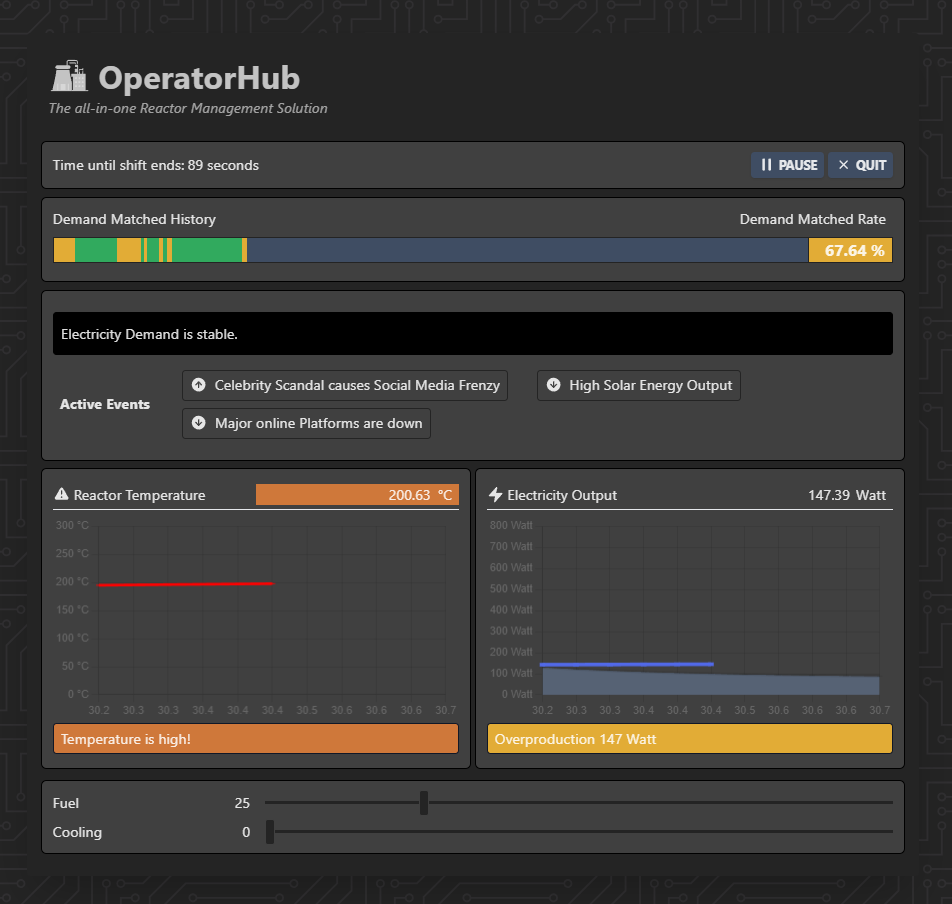 OperatorHub
The all-in-one Reactor Management Solution
Time until shift ends: 89 seconds
PAUSE
QUIT
Demand Matched History
Demand Matched Rate
67.64 %
Electricity Demand is stable.
Active Events
Celebrity Scandal causes Social Media Frenzy
High Solar Energy Output
Major online Platforms are down
Reactor Temperature
200.63 °C
300 °C
250 °C
200 °C
150 °C
100 °C
50 °C
0 °C
30.2 30.3 30.3 30.4 30.4 30.4 30.5 30.6 30.6 30.6 30.7
Temperature is high!
Electricity Output
147.39 Watt
800 Watt
700 Watt
600 Watt
500 Watt
400 Watt
300 Watt
200 Watt
100 Watt
0 Watt
30.2 30.3 30.3 30.4 30.4 30.4 30.5 30.6 30.6 30.6 30.7
Overproduction 147 Watt
Fuel 25
Cooling 0